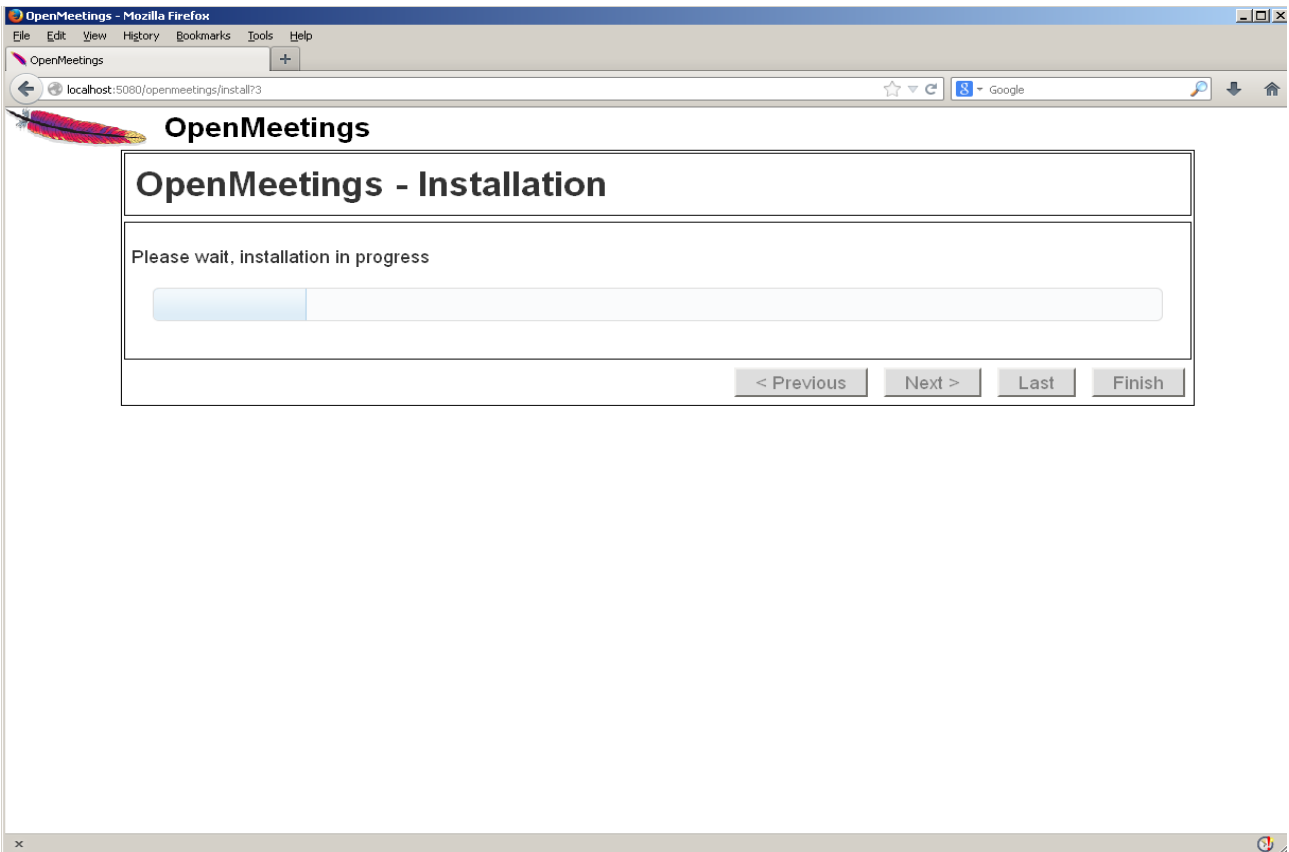 OpenMeetings - Mozilla Firefox
File Edit View History Bookmarks Tools Help
OpenMeetings +
localhost:5080/openmeetings/install?3 8 Google
OpenMeetings
OpenMeetings - Installation
Please wait, installation in progress
< Previous Next > Last Finish
x